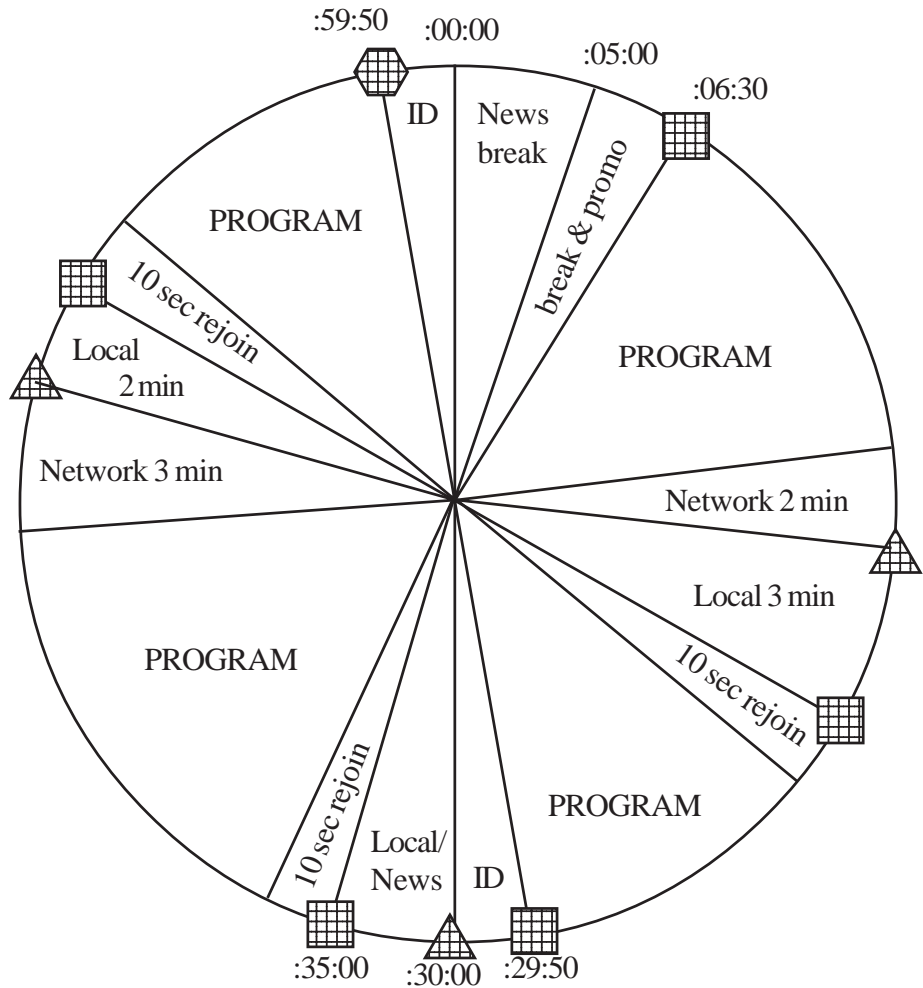 :59:50
:00:00
:05:00
:06:30
ID
News
break
break & promo
PROGRAM
PROGRAM
10 sec rejoin
Local
2 min
Network 3 min
Network 2 min
Local 3 min
10 sec rejoin
PROGRAM
PROGRAM
10 sec rejoin
Local/
News
ID
:35:00
:30:00
:29:50